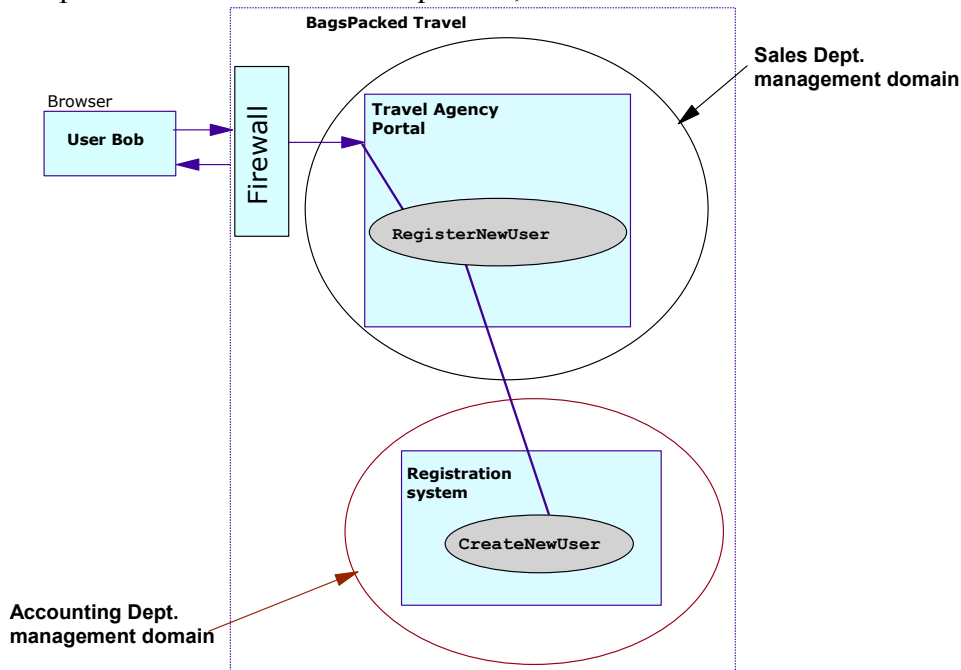 BagsPacked Travel
Sales Dept.
management domain
Browser
User Bob
Firewall
Travel Agency
Portal
RegisterNewUser
Registration
system
CreateNewUser
Accounting Dept.
management domain